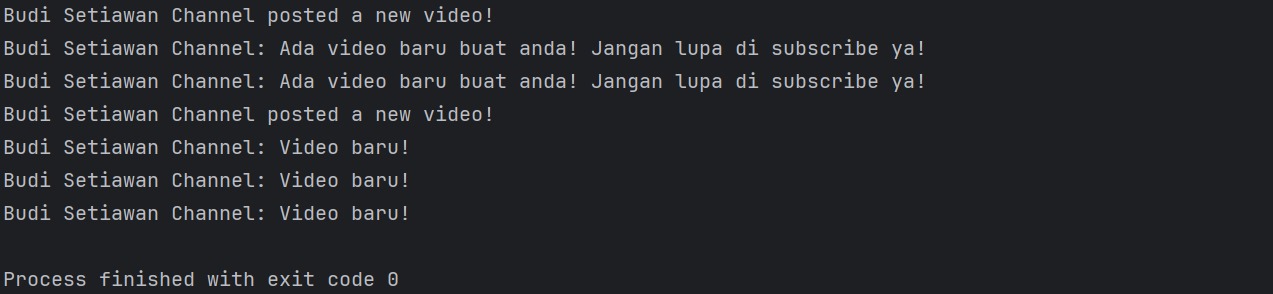 Budi Setiawan Channel posted a new video!
Budi Setiawan Channel: Ada video baru buat anda! Jangan lupa di subscribe ya!
Budi Setiawan Channel: Ada video baru buat anda! Jangan lupa di subscribe ya!
Budi Setiawan Channel posted a new video!
Budi Setiawan Channel: Video baru!
Budi Setiawan Channel: Video baru!
Budi Setiawan Channel: Video baru!
Process finished with exit code 0